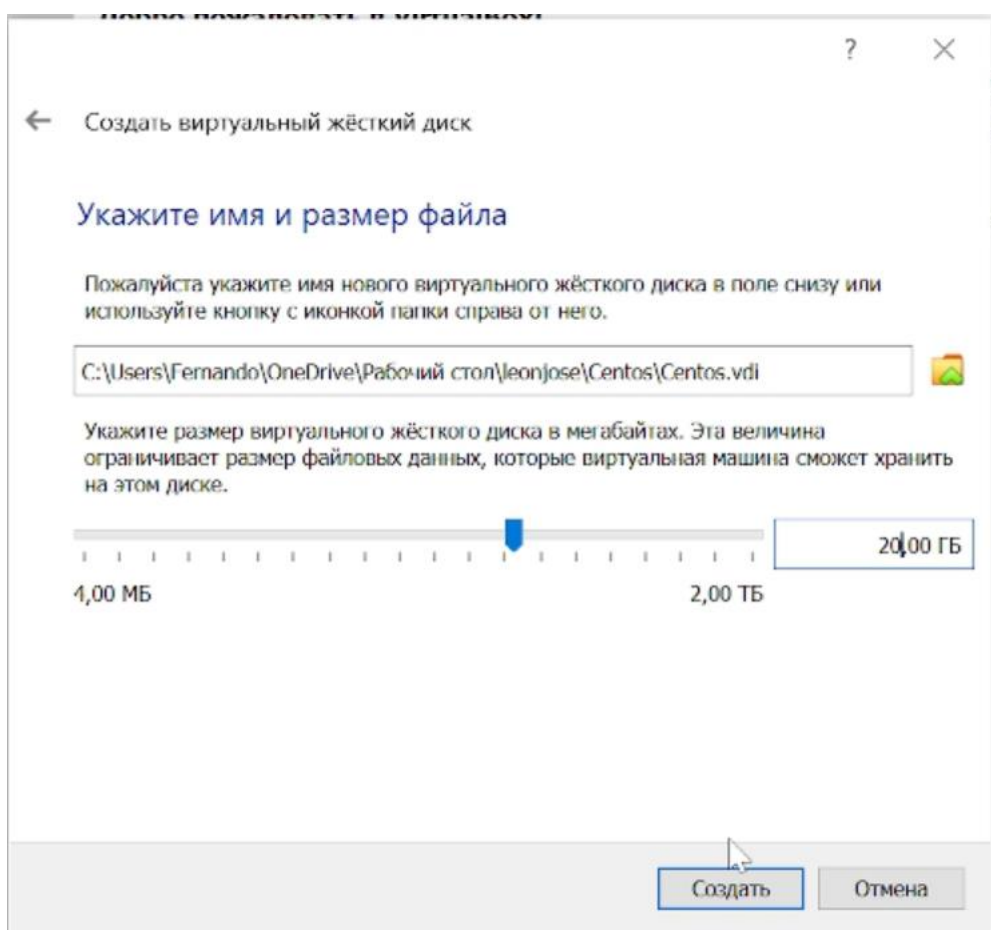 Добро пожаловать в VirtualBox!
?
Создать виртуальный жёсткий диск
Укажите имя и размер файла
Пожалуйста укажите имя нового виртуального жёсткого диска в поле снизу или
используйте кнопку с иконкой папки справа от него.
C:\Users\Fernando\OneDrive\Рабочий стол\leonjose\Centos\Centos.vdi
Укажите размер виртуального жёсткого диска в мегабайтах. Эта величина
ограничивает размер файловых данных, которые виртуальная машина сможет хранить
на этом диске.
20,00 ГБ
4,00 МБ 2,00 ТБ
Создать Отмена